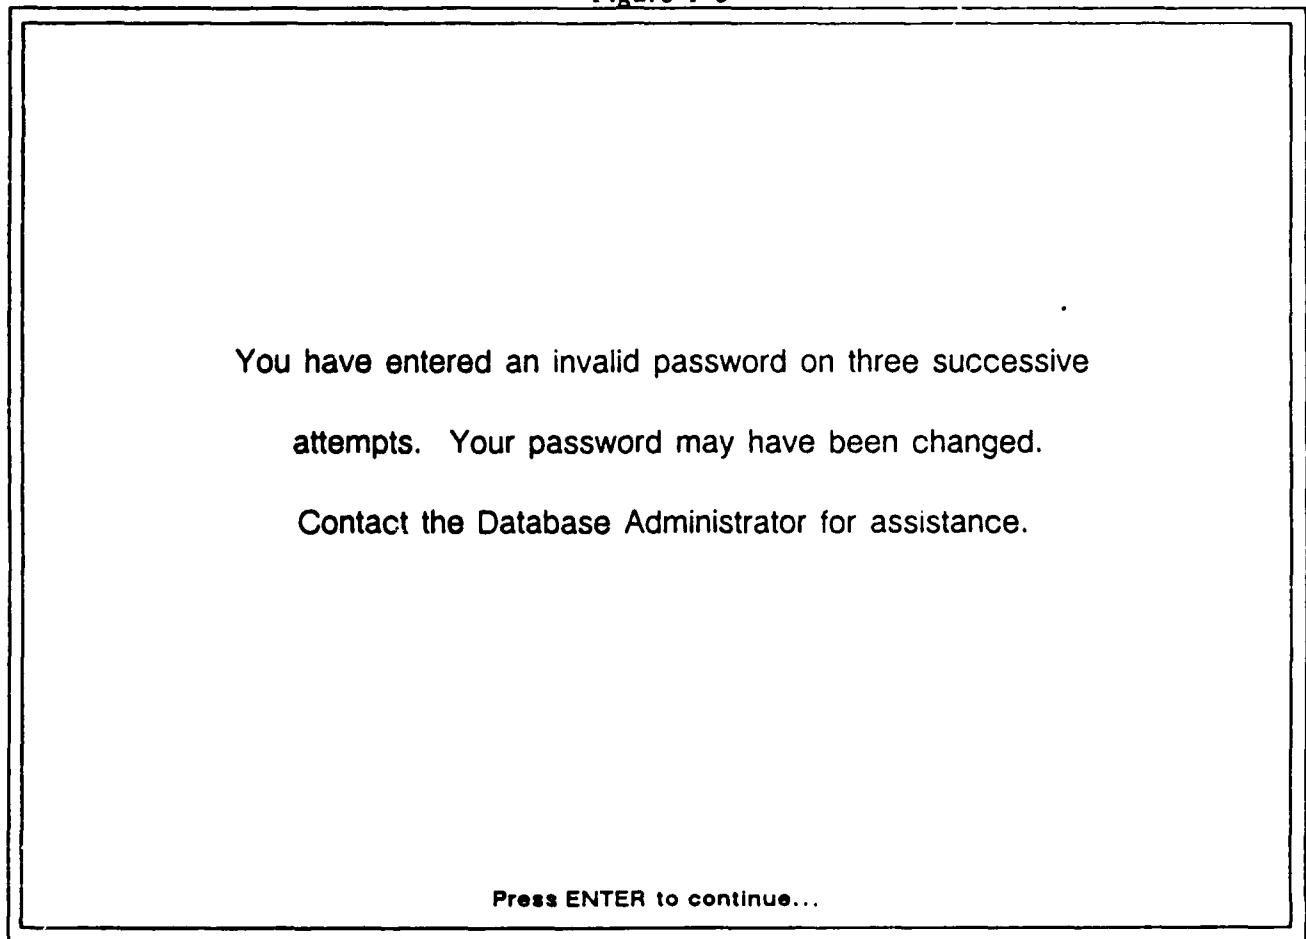 You have entered an invalid password on three successive
attempts. Your password may have been changed.
Contact the Database Administrator for assistance.
Press ENTER to continue...